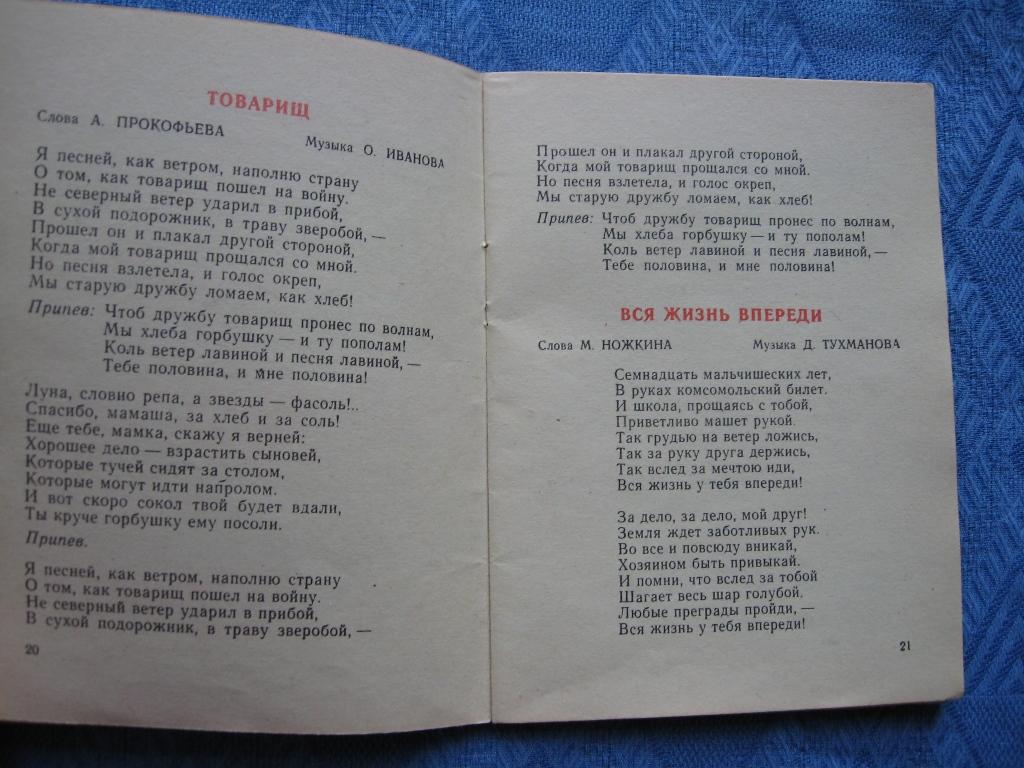 ТОВАРИЩ
Слова А. ПРОКОФЬЕВА Музыка О. ИВАНОВА
Я песней, как ветром, наполню страну
О том, как товарищ пошел на войну.
Не северный ветер ударил в прибой,
В сухой подорожник, в траву зверобой, —
Прошел он и плакал другой стороной,
Когда мой товарищ прощался со мной.
Но песня взлетела, и голос окреп,
Мы старую дружбу ломаем, как хлеб!
Припев: Чтоб дружбу товарищ пронес по волнам,
Мы хлеба горбушку — и ту пополам!
Коль ветер лавиной и песня лавиной, —
Тебе половина, и мне половина!
Луна, словно репа, а звезды — фасоль!..
Спасибо, мамаша, за хлеб и за соль!
Еще тебе, мамка, скажу я верней:
Хорошее дело — взрастить сыновей,
Которые тучей сидят за столом,
Которые могут идти напролом.
И вот скоро сокол твой будет вдали,
Ты круче горбушку ему посоли.
Припев.
Я песней, как ветром, наполню страну
О том, как товарищ пошел на войну.
Не северный ветер ударил в прибой,
В сухой подорожник, в траву зверобой, —
20
Прошел он и плакал другой стороной,
Когда мой товарищ прощался со мной.
Но песня взлетела, и голос окреп,
Мы старую дружбу ломаем, как хлеб!
Припев: Чтоб дружбу товарищ пронес по волнам,
Мы хлеба горбушку — и ту пополам!
Коль ветер лавиной и песня лавиной, —
Тебе половина, и мне половина!
ВСЯ ЖИЗНЬ ВПЕРЕДИ
Слова М. НОЖКИНА Музыка Д. ТУХМАНОВА
Семнадцать мальчишеских лет,
В руках комсомольский билет.
И школа, прощаясь с тобой,
Приветливо машет рукой.
Так грудью на ветер ложись,
Так за руку друга держись,
Так вслед за мечтою иди,
Вся жизнь у тебя впереди!
За дело, за дело, мой друг!
Земля ждет заботливых рук.
Во все и повсюду вникай,
Хозяином быть привыкай.
И помни, что вслед за тобой
Шагает весь шар голубой.
Любые преграды пройди, —
Вся жизнь у тебя впереди!
21